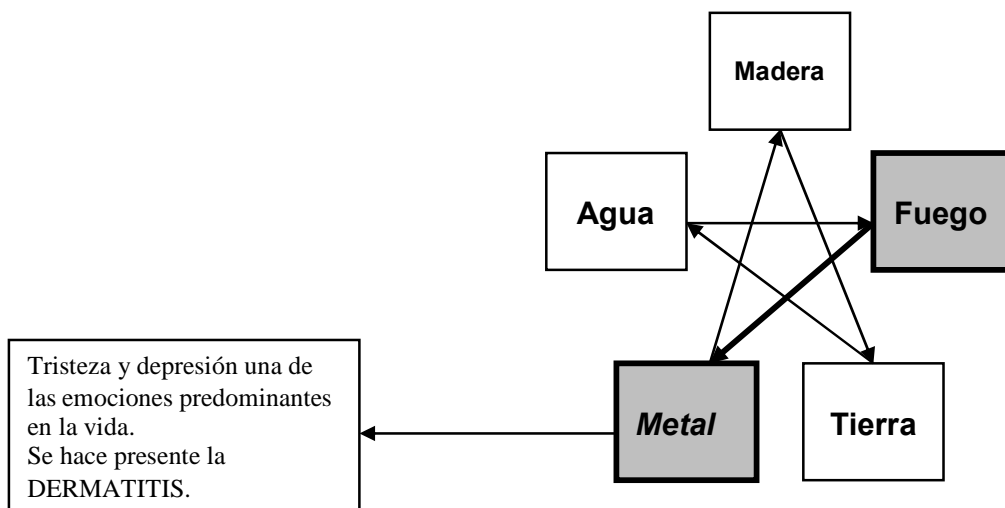 Madera
Agua
Fuego
Metal
Tierra
Tristeza y depresión una de
las emociones predominantes
en la vida.
Se hace presente la
DERMATITIS.